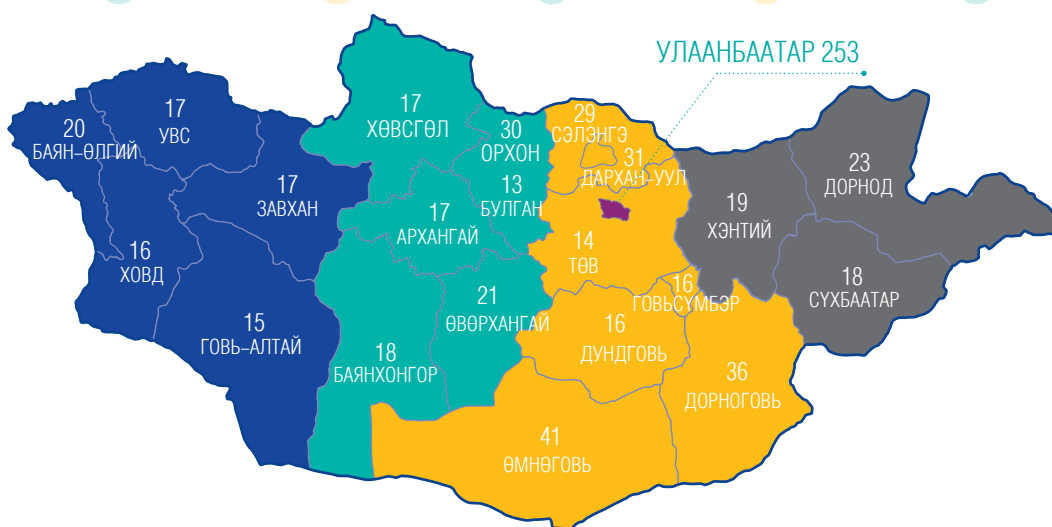 УЛААНБААТАР 253
17
УВС
20
БАЯН-ӨЛГИЙ
17
ЗАВХАН
16
ХОВД
15
ГОВЬ-АЛТАЙ
17
ХӨВСГӨЛ
30
ОРХОН
13
БУЛГАН
17
АРХАНГАЙ
21
ӨВӨРХАНГАЙ
18
БАЯНХОНГОР
29
СЭЛЭНГЭ
31
ДАРХАН-УУЛ
14
ТӨВ
16
ГОВЬСҮМБЭР
16
ДУНДГОВЬ
36
ДОРНОГОВЬ
41
ӨМНӨГОВЬ
19
ХЭНТИЙ
23
ДОРНОД
18
СҮХБААТАР